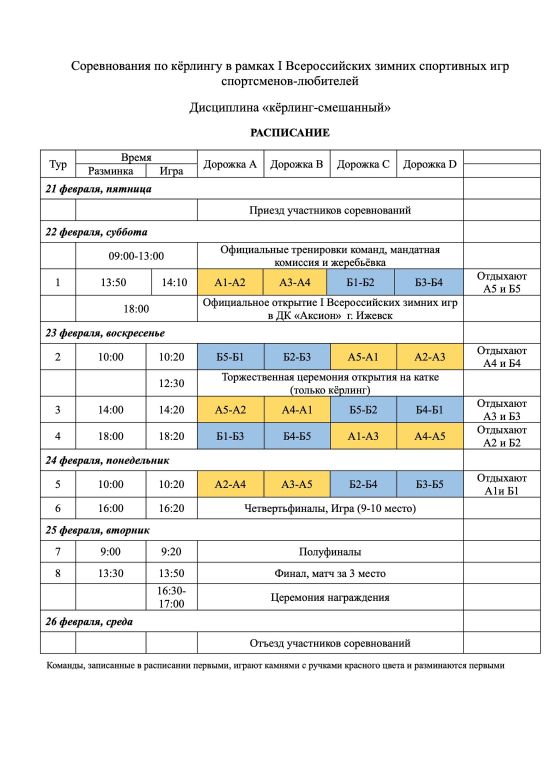 Соревнования по кёрлингу в рамках I Всероссийских зимних спортивных игр
спортсменов-любителей
Дисциплина «кёрлинг-смешанный»
РАСПИСАНИЕ
Тур Время Дорожка A Дорожка B Дорожка C Дорожка D
Разминка Игра
21 февраля, пятница
Приезд участников соревнований
22 февраля, суббота
09:00-13:00 Официальные тренировки команд, мандатная
комиссия и жеребьёвка
1 13:50 14:10 А1-А2 А3-А4 Б1-Б2 Б3-Б4 Отдыхают
А5 и Б5
18:00 Официальное открытие I Всероссийских зимних игр
в ДК «Аксион» г. Ижевск
23 февраля, воскресенье
2 10:00 10:20 Б5-Б1 Б2-Б3 А5-А1 А2-А3 Отдыхают
А4 и Б4
12:30 Торжественная церемония открытия на катке
(только кёрлинг)
3 14:00 14:20 А5-А2 А4-А1 Б5-Б2 Б4-Б1 Отдыхают
А3 и Б3
4 18:00 18:20 Б1-Б3 Б4-Б5 А1-А3 А4-А5 Отдыхают
А2 и Б2
24 февраля, понедельник
5 10:00 10:20 А2-А4 А3-А5 Б2-Б4 Б3-Б5 Отдыхают
А1и Б1
6 16:00 16:20 Четвертьфиналы, Игра (9-10 место)
25 февраля, вторник
7 9:00 9:20 Полуфиналы
8 13:30 13:50 Финал, матч за 3 место
16:30-
17:00 Церемония награждения
26 февраля, среда
Отъезд участников соревнований
Команды, записанные в расписании первыми, играют камнями с ручками красного цвета и разминаются первыми